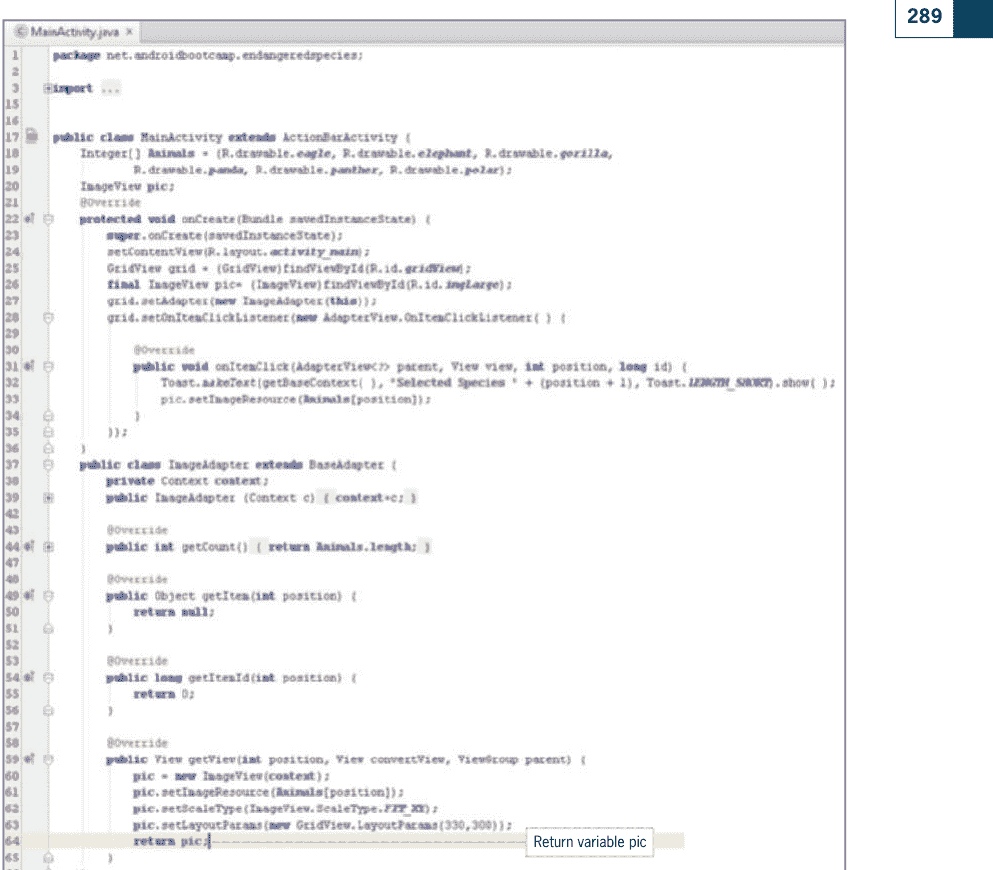 289
MainActivity.java ×
1 package net.androidbootcamp.endangeredspecies;
2
3 import ...
15
16
17 public class MainActivity extends ActionBarActivity {
18 Integer[] Animals = {R.drawable.eagle, R.drawable.elephant, R.drawable.gorilla,
19 R.drawable.panda, R.drawable.panther, R.drawable.polar};
20 ImageView pic;
21 @Override
22 protected void onCreate(Bundle savedInstanceState) {
23 super.onCreate(savedInstanceState);
24 setContentView(R.layout.activity_main);
25 GridView grid = (GridView)findViewById(R.id.gridView);
26 final ImageView pic= (ImageView)findViewById(R.id.imgLarge);
27 grid.setAdapter(new ImageAdapter(this));
28 grid.setOnItemClickListener(new AdapterView.OnItemClickListener( ) {
29
30 @Override
31 public void onItemClick(AdapterView<?> parent, View view, int position, long id) {
32 Toast.makeText(getBaseContext( ), "Selected Species " + (position + 1), Toast.LENGTH_SHORT).show( );
33 pic.setImageResource(Animals[position]);
34 }
35 });
36 }
37 public class ImageAdapter extends BaseAdapter {
38 private Context context;
39 public ImageAdapter (Context c) { context=c; }
42
43 @Override
44 public int getCount() { return Animals.length; }
47
48 @Override
49 public Object getItem(int position) {
50 return null;
51 }
52
53 @Override
54 public long getItemId(int position) {
55 return 0;
56 }
57
58 @Override
59 public View getView(int position, View convertView, ViewGroup parent) {
60 pic = new ImageView(context);
61 pic.setImageResource(Animals[position]);
62 pic.setScaleType(ImageView.ScaleType.FIT_XY);
63 pic.setLayoutParams(new GridView.LayoutParams(330,300));
64 return pic; Return variable pic
65 }